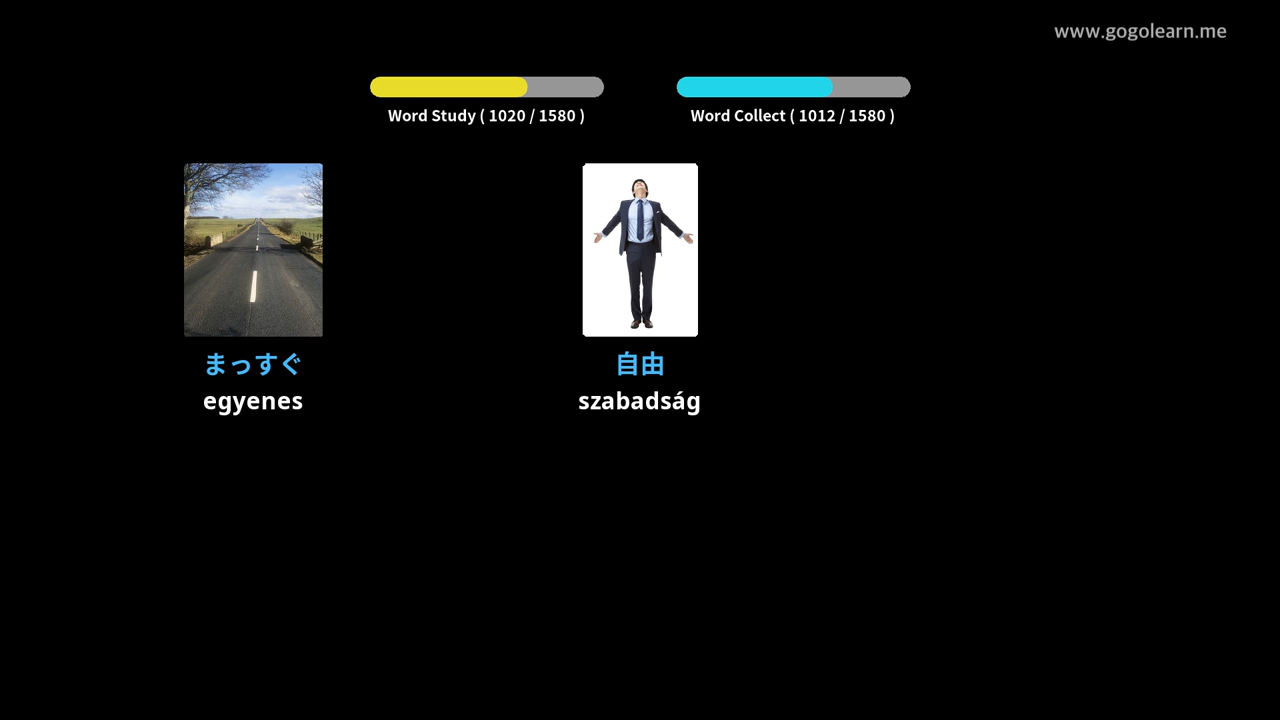 www.gogolearn.me
Word Study ( 1020 / 1580 )
Word Collect ( 1012 / 1580 )
まっすぐ
egyenes
自由
szabadság